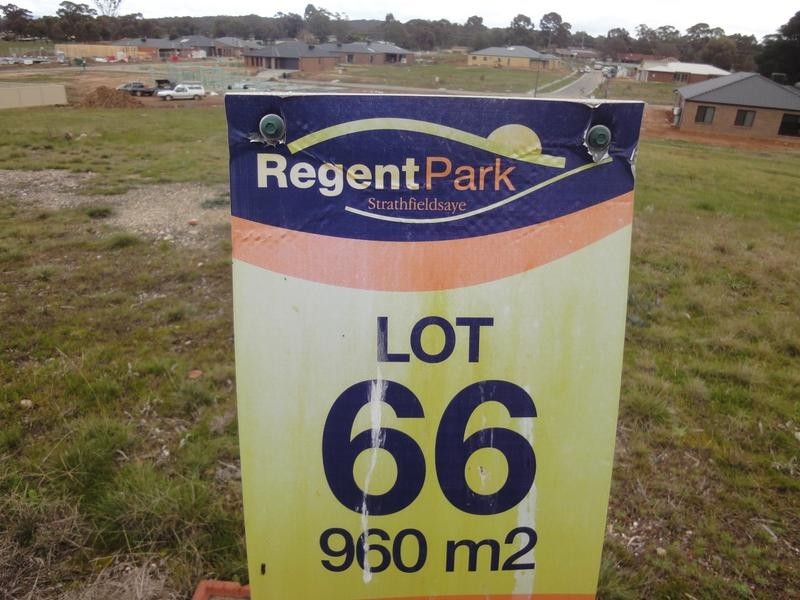 RegentPark
Strathfieldsaye
LOT
66
960 m2